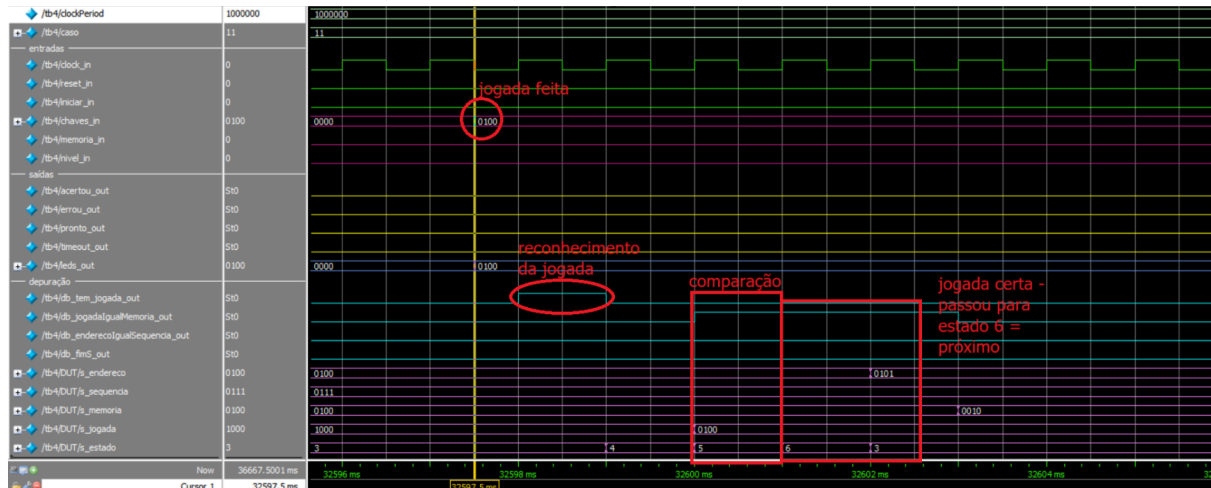 /tb4/clockPeriod 1000000 1000000
/tb4/caso 11 11
entradas
/tb4/clock_in 0
/tb4/reset_in 0
/tb4/iniciar_in 0
jogada feita
/tb4/chaves_in 0100 0000 0100
/tb4/memoria_in 0
/tb4/nivel_in 0
saídas
/tb4/acertou_out St0
/tb4/errou_out St0
/tb4/pronto_out St0
/tb4/timeout_out St0
reconhecimento
da jogada
/tb4/leds_out 0100 0000 0100
depuração
comparação
jogada certa -
passou para
estado 6 =
próximo
/tb4/db_tem_jogada_out St0
/tb4/db_jogadaIgualMemoria_out St0
/tb4/db_enderecoIgualSequencia_out St0
/tb4/db_fimS_out St0
/tb4/DUT/s_endereco 0100 0100 0101
/tb4/DUT/s_sequencia 0111 0111
/tb4/DUT/s_memoria 0100 0100 0010
/tb4/DUT/s_jogada 1000 1000 0100
/tb4/DUT/s_estado 3 3 4 5 6 3
Now 36667.5001 ms 32596 ms 32598 ms 32600 ms 32602 ms 32604 ms
Cursor 1 32597.5 ms 32597.5 ms